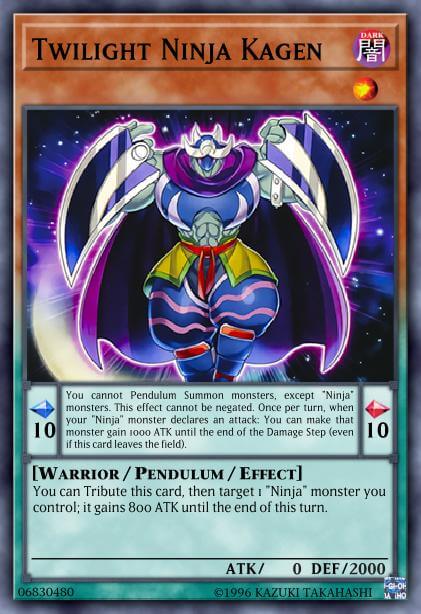 Twilight Ninja Kagen
DARK
闇
You cannot Pendulum Summon monsters, except "Ninja"
monsters. This effect cannot be negated. Once per turn, when
your "Ninja" monster declares an attack: You can make that
monster gain 1000 ATK until the end of the Damage Step (even
if this card leaves the field).
10
10
[Warrior / Pendulum / Effect]
You can Tribute this card, then target 1 "Ninja" monster you
control; it gains 800 ATK until the end of this turn.
ATK/ 0 DEF/2000
06830480
©1996 KAZUKI TAKAHASHI